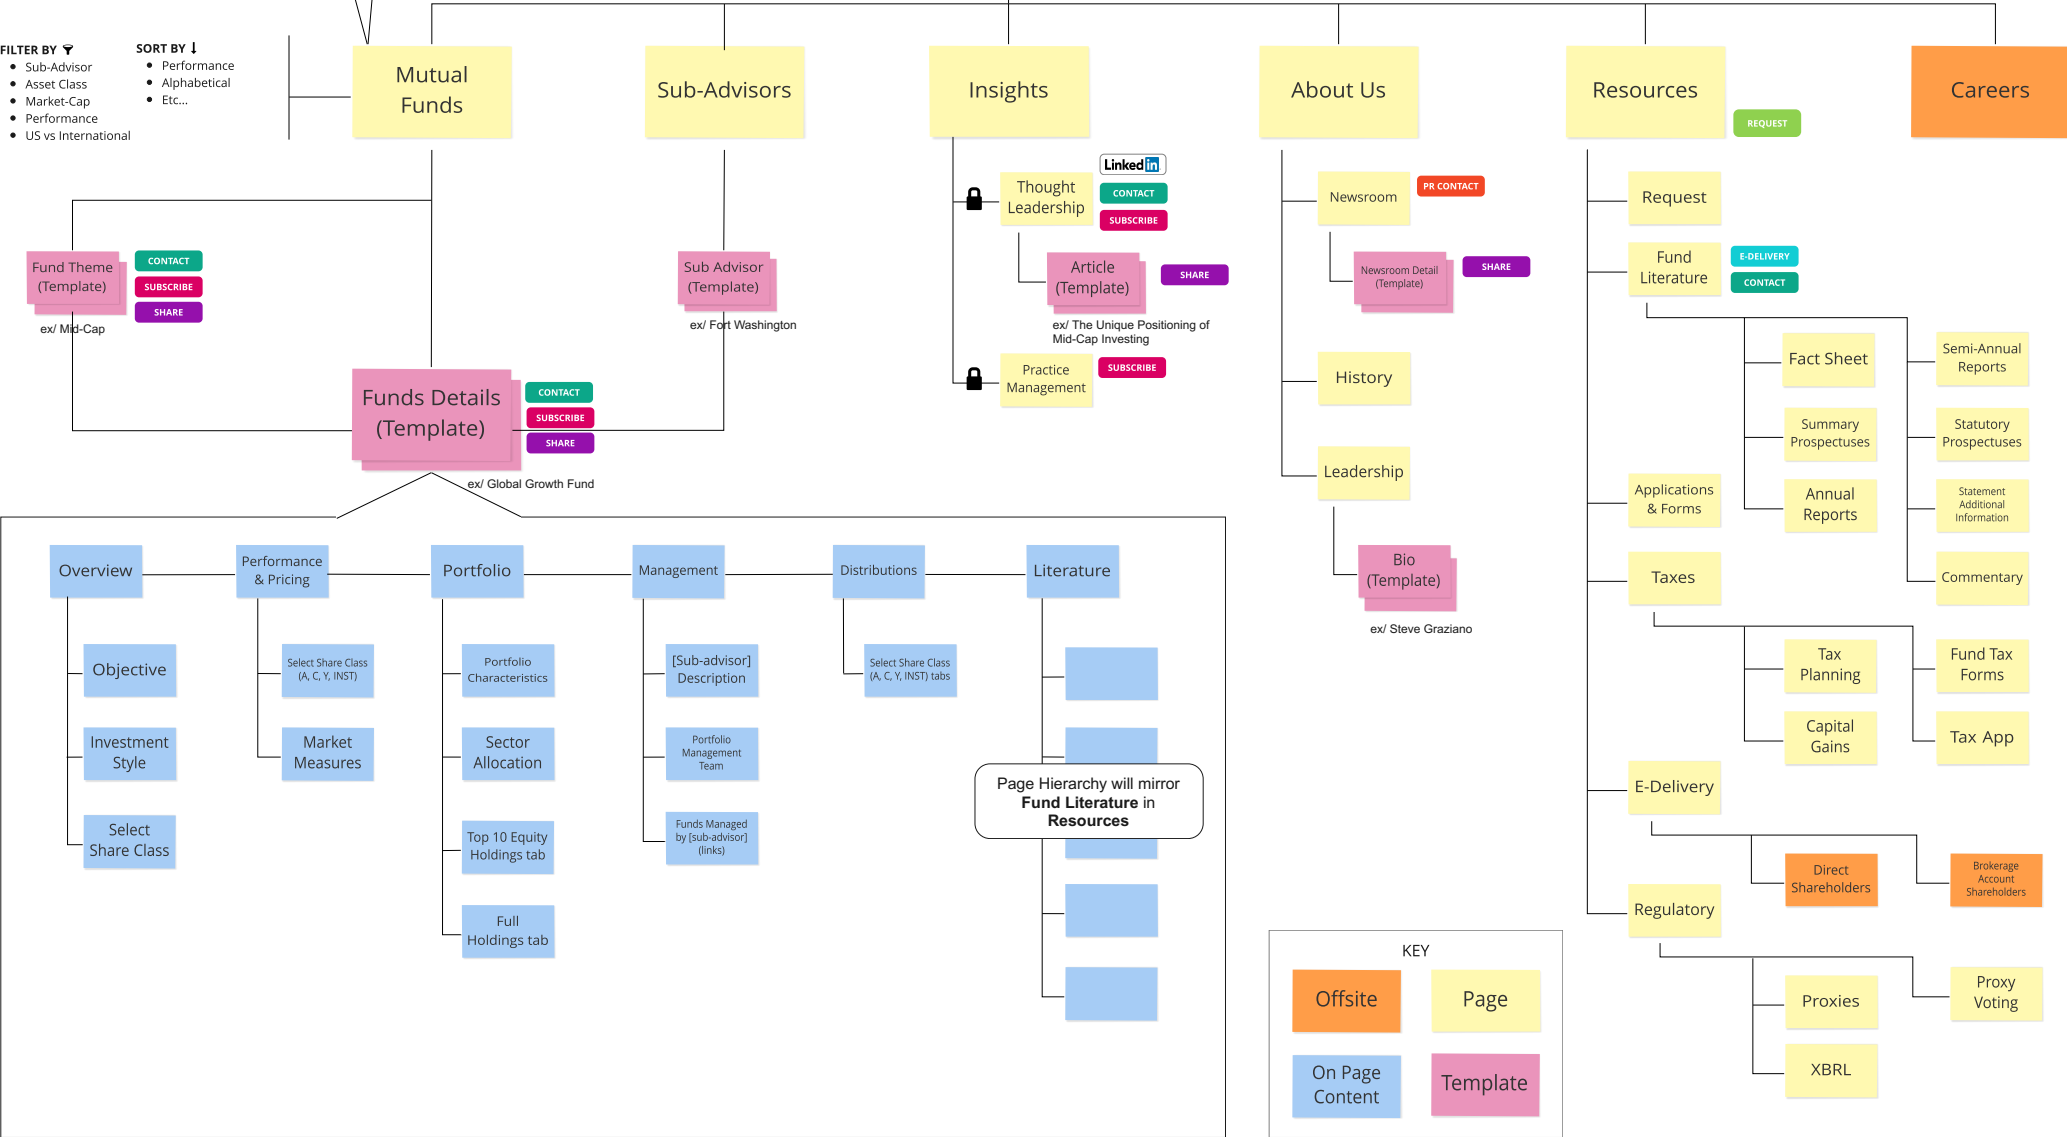 FILTER BY
Sub-Advisor
Asset Class
Market-Cap
Performance
US vs International
SORT BY
Performance
Alphabetical
Etc...
Mutual
Funds
Sub-Advisors
Insights
About Us
Resources
REQUEST
Careers
Fund Theme
(Template)
CONTACT
SUBSCRIBE
SHARE
ex/ Mid-Cap
Sub Advisor
(Template)
ex/ Fort Washington
Funds Details
(Template)
CONTACT
SUBSCRIBE
SHARE
ex/ Global Growth Fund
Thought
Leadership
Linked in
CONTACT
SUBSCRIBE
Article
(Template)
SHARE
ex/ The Unique Positioning of
Mid-Cap Investing
Practice
Management
SUBSCRIBE
Newsroom
PR CONTACT
Newsroom Detail
(Template)
SHARE
History
Leadership
Bio
(Template)
ex/ Steve Graziano
Request
Fund
Literature
E-DELIVERY
CONTACT
Fact Sheet
Semi-Annual
Reports
Summary
Prospectuses
Statutory
Prospectuses
Annual
Reports
Statement
Additional
Information
Commentary
Applications
& Forms
Taxes
Tax
Planning
Fund Tax
Forms
Capital
Gains
Tax App
E-Delivery
Direct
Shareholders
Brokerage
Account
Shareholders
Regulatory
Proxies
Proxy
Voting
XBRL
Overview
Objective
Investment
Style
Select
Share Class
Performance
& Pricing
Select Share Class
(A, C, Y, INST)
Market
Measures
Portfolio
Portfolio
Characteristics
Sector
Allocation
Top 10 Equity
Holdings tab
Full
Holdings tab
Management
[Sub-advisor]
Description
Portfolio
Management
Team
Funds Managed
by [sub-advisor]
(links)
Distributions
Select Share Class
(A, C, Y, INST) tabs
Literature
Page Hierarchy will mirror
Fund Literature in
Resources
KEY
Offsite
Page
On Page
Content
Template